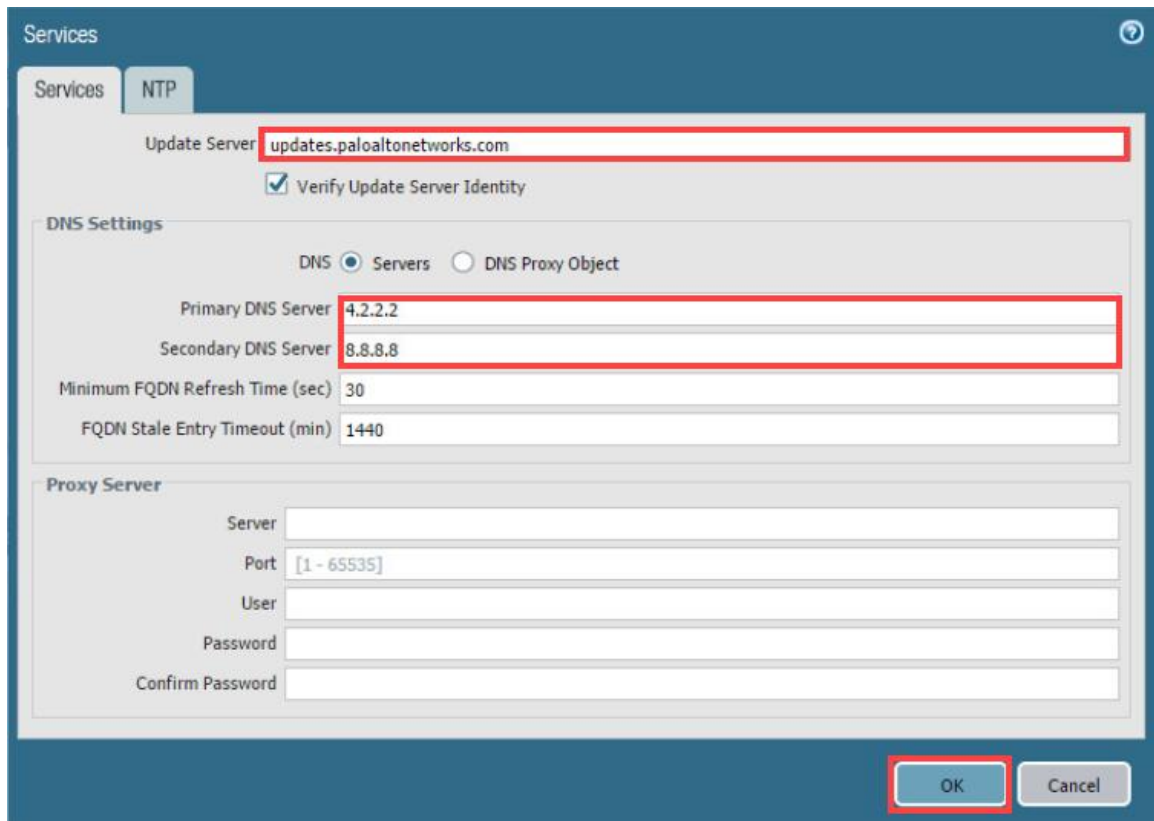 Services
Services NTP
Update Server updates.paloaltonetworks.com
Verify Update Server Identity
DNS Settings
DNS Servers DNS Proxy Object
Primary DNS Server 4.2.2.2
Secondary DNS Server 8.8.8.8
Minimum FQDN Refresh Time (sec) 30
FQDN Stale Entry Timeout (min) 1440
Proxy Server
Server
Port [1 - 65535]
User
Password
Confirm Password
OK Cancel